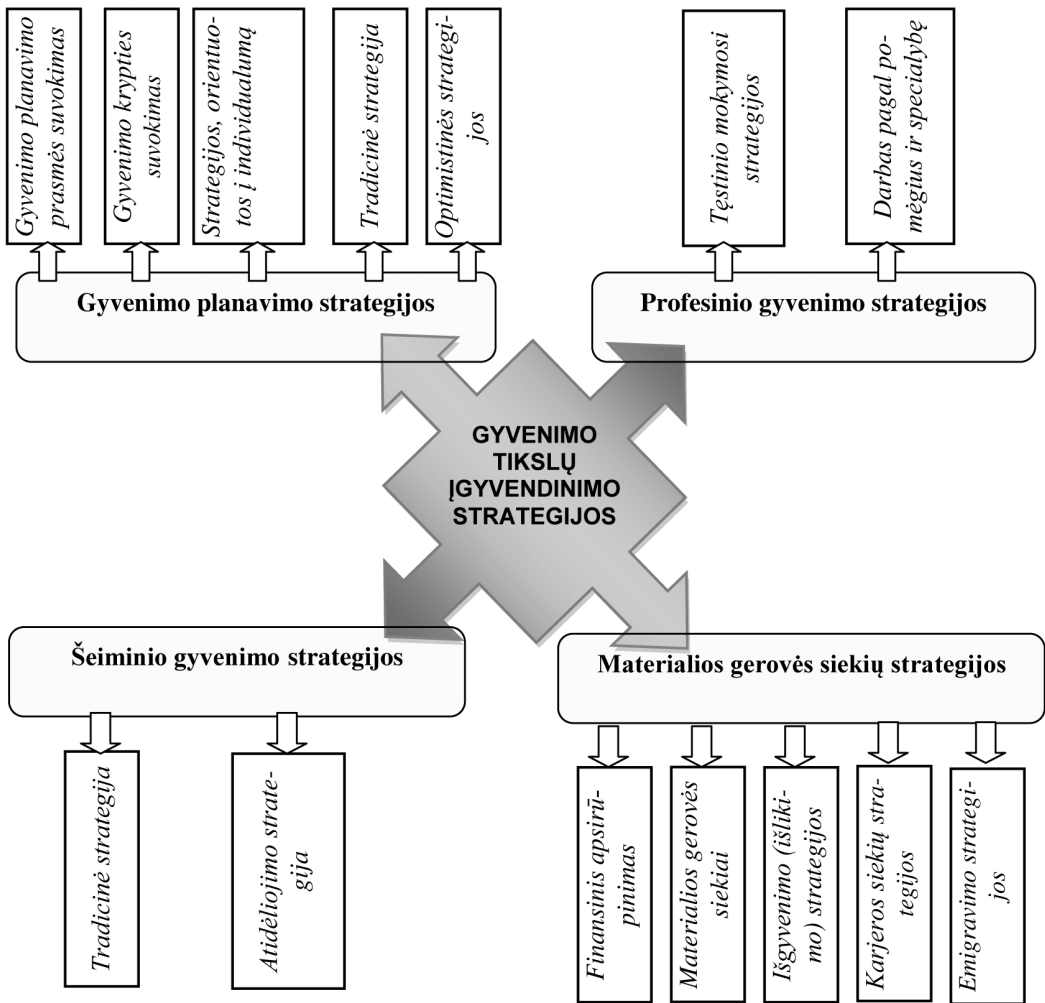 Gyvenimo planavimo
prasmės suvokimas
Gyvenimo krypties
suvokimas
Strategijos, orientuo-
tos į individualumą
Tradicinė strategija
Optimistinės strategi-
jos
Tęstinio mokymosi
strategijos
Darbas pagal po-
mėgius ir specialybę
Gyvenimo planavimo strategijos
Profesinio gyvenimo strategijos
GYVENIMO
TIKSLŲ
ĮGYVENDINIMO
STRATEGIJOS
Šeiminio gyvenimo strategijos
Materialios gerovės siekių strategijos
Tradicinė strategija
Atidėliojimo strate-
gija
Finansinis apsirū-
pinimas
Materialios gerovės
siekiai
Išgyvenimo (išliki-
mo) strategijos
Karjeros siekių stra-
tegijos
Emigravimo strategi-
jos